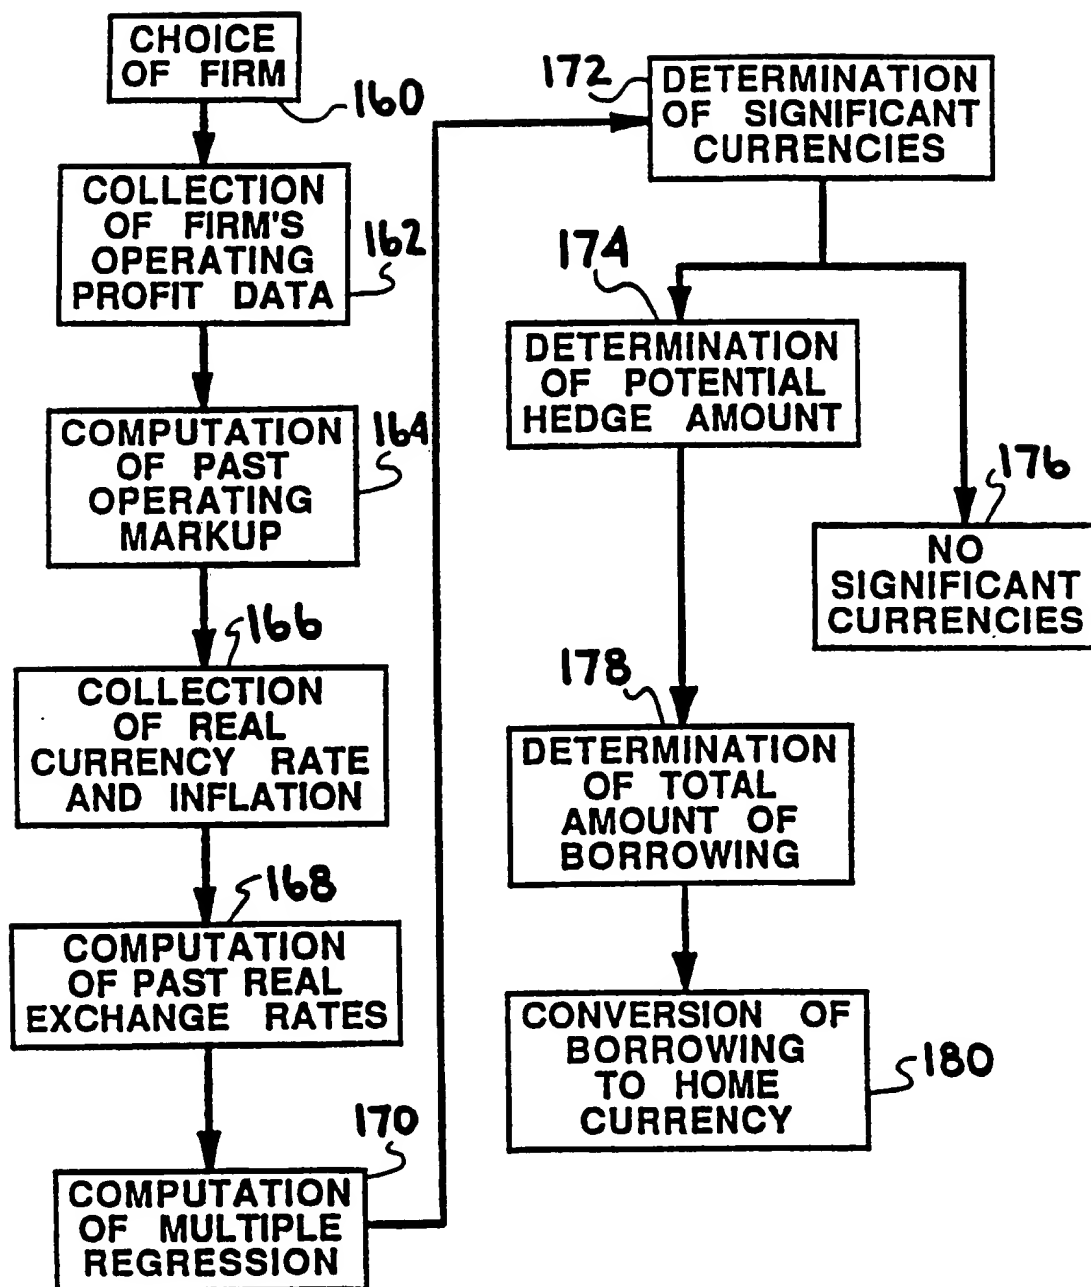 CHOICE
OF FIRM
160
COLLECTION
OF FIRM'S
OPERATING
PROFIT DATA
162
COMPUTATION
OF PAST
OPERATING
MARKUP
164
166
COLLECTION
OF REAL
CURRENCY RATE
AND INFLATION
168
COMPUTATION
OF PAST REAL
EXCHANGE RATES
170
COMPUTATION
OF MULTIPLE
REGRESSION
172
DETERMINATION
OF SIGNIFICANT
CURRENCIES
174
DETERMINATION
OF POTENTIAL
HEDGE AMOUNT
176
NO
SIGNIFICANT
CURRENCIES
178
DETERMINATION
OF TOTAL
AMOUNT OF
BORROWING
CONVERSION OF
BORROWING
TO HOME
CURRENCY
180